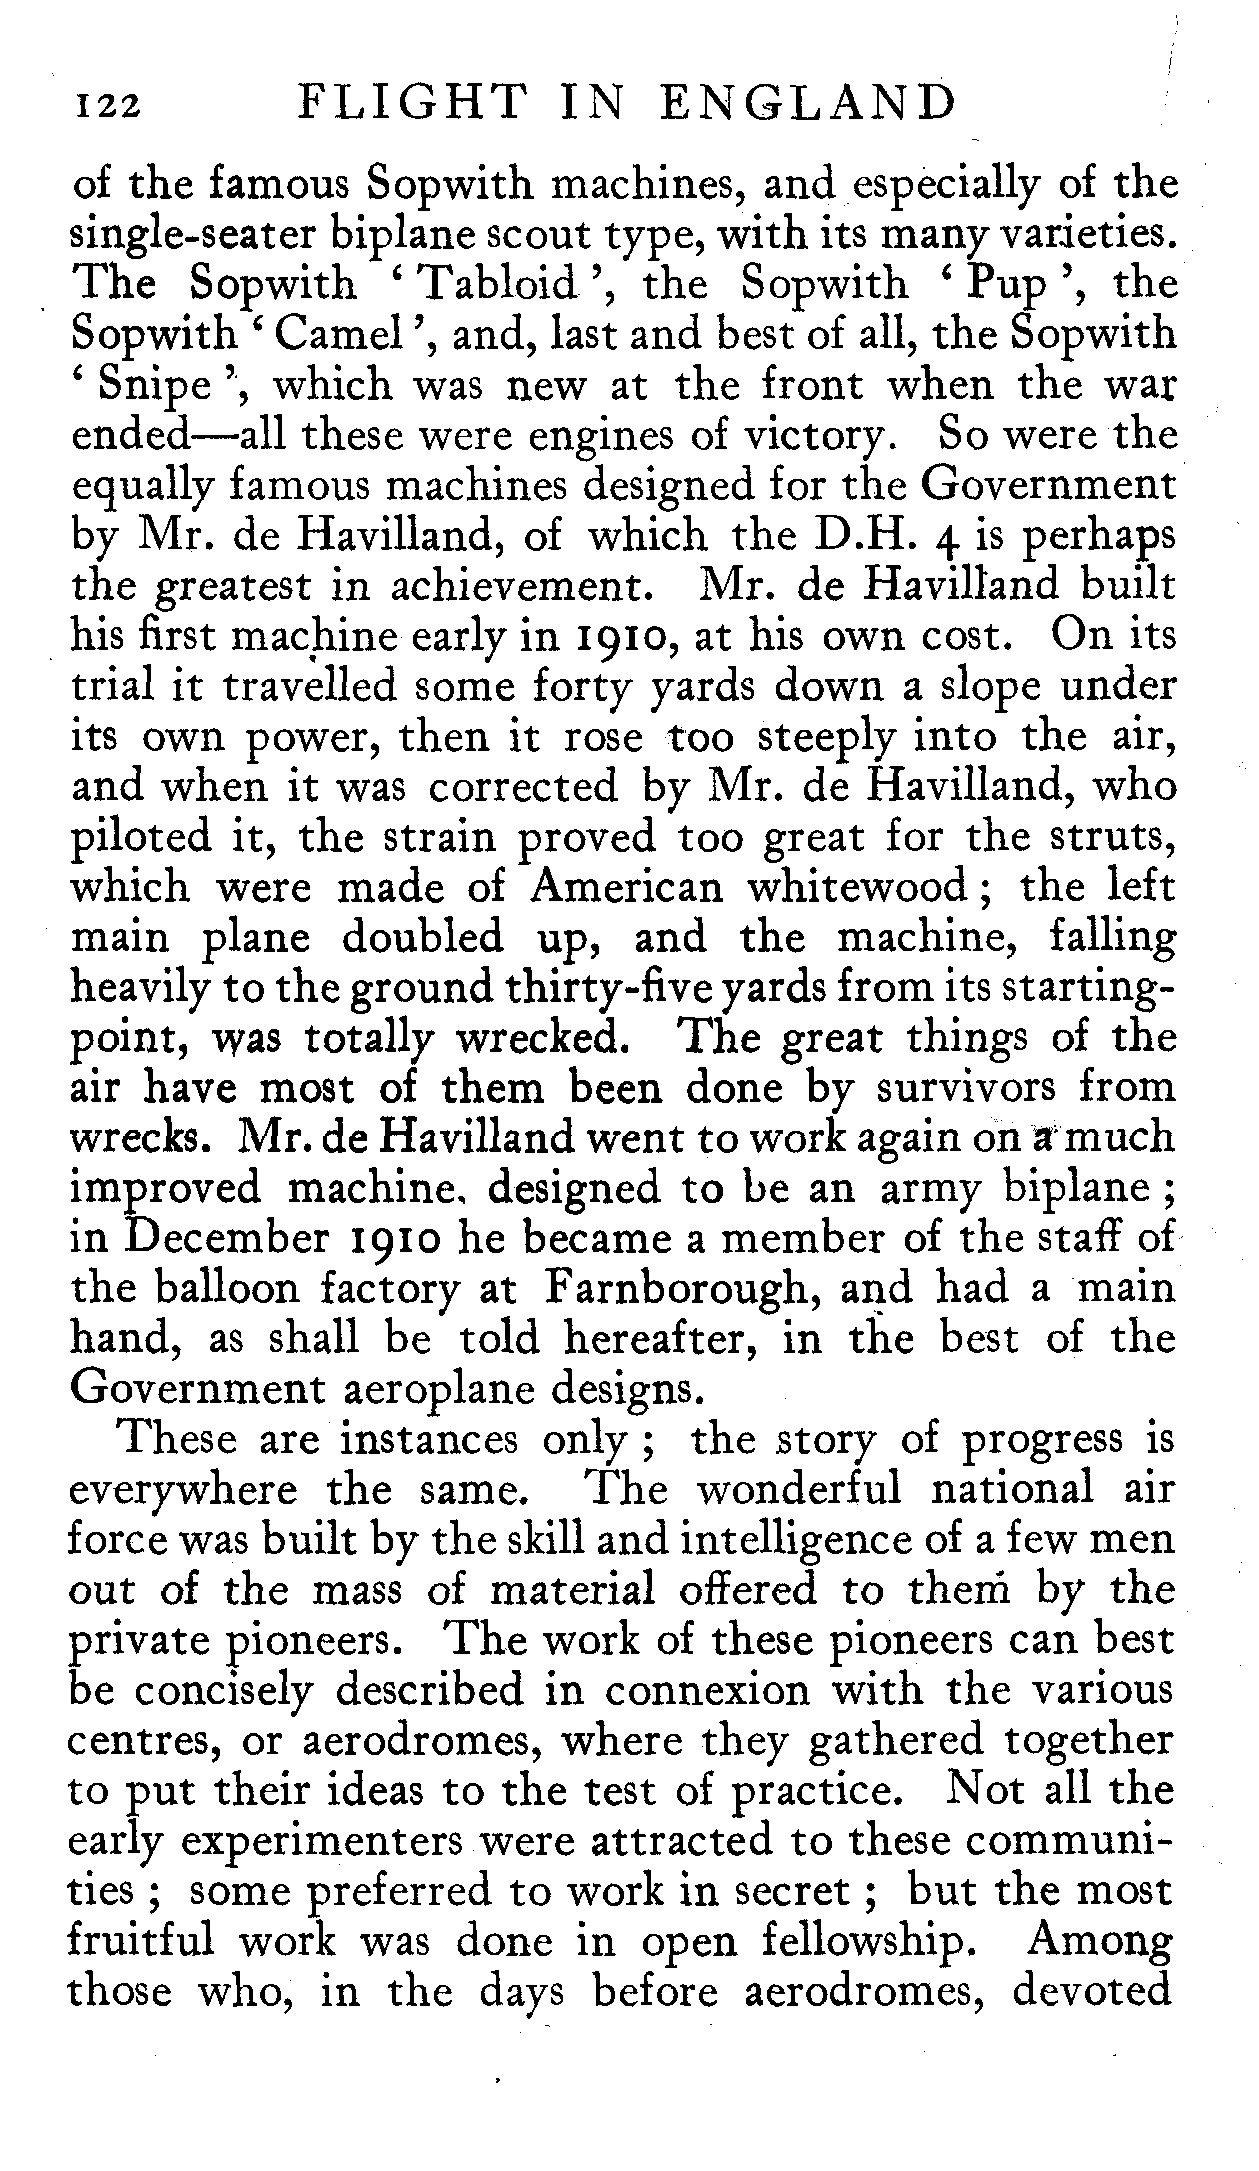 122 FLIGHT IN ENGLAND
of the famous Sopwith machines, and especially of the
single-seater biplane scout type, with its many varieties.
The Sopwith ‘ Tabloid ’, the Sopwith ‘ Pup ’, the
Sopwith ‘ Camel ’, and, last and best of all, the Sopwith
‘ Snipe ’, which was new at the front when the war
ended—all these were engines of victory. So were the
equally famous machines designed for the Government
by Mr. de Havilland, of which the D.H. 4 is perhaps
the greatest in achievement. Mr. de Havilland built
his first machine early in 1910, at his own cost. On its
trial it travelled some forty yards down a slope under
its own power, then it rose too steeply into the air,
and when it was corrected by Mr. de Havilland, who
piloted it, the strain proved too great for the struts,
which were made of American whitewood ; the left
main plane doubled up, and the machine, falling
heavily to the ground thirty-five yards from its starting-
point, was totally wrecked. The great things of the
air have most of them been done by survivors from
wrecks. Mr. de Havilland went to work again on a much
improved machine, designed to be an army biplane ;
in December 1910 he became a member of the staff of
the balloon factory at Farnborough, and had a main
hand, as shall be told hereafter, in the best of the
Government aeroplane designs.
These are instances only ; the story of progress is
everywhere the same. The wonderful national air
force was built by the skill and intelligence of a few men
out of the mass of material offered to them by the
private pioneers. The work of these pioneers can best
be concisely described in connexion with the various
centres, or aerodromes, where they gathered together
to put their ideas to the test of practice. Not all the
early experimenters were attracted to these communi-
ties ; some preferred to work in secret ; but the most
fruitful work was done in open fellowship. Among
those who, in the days before aerodromes, devoted